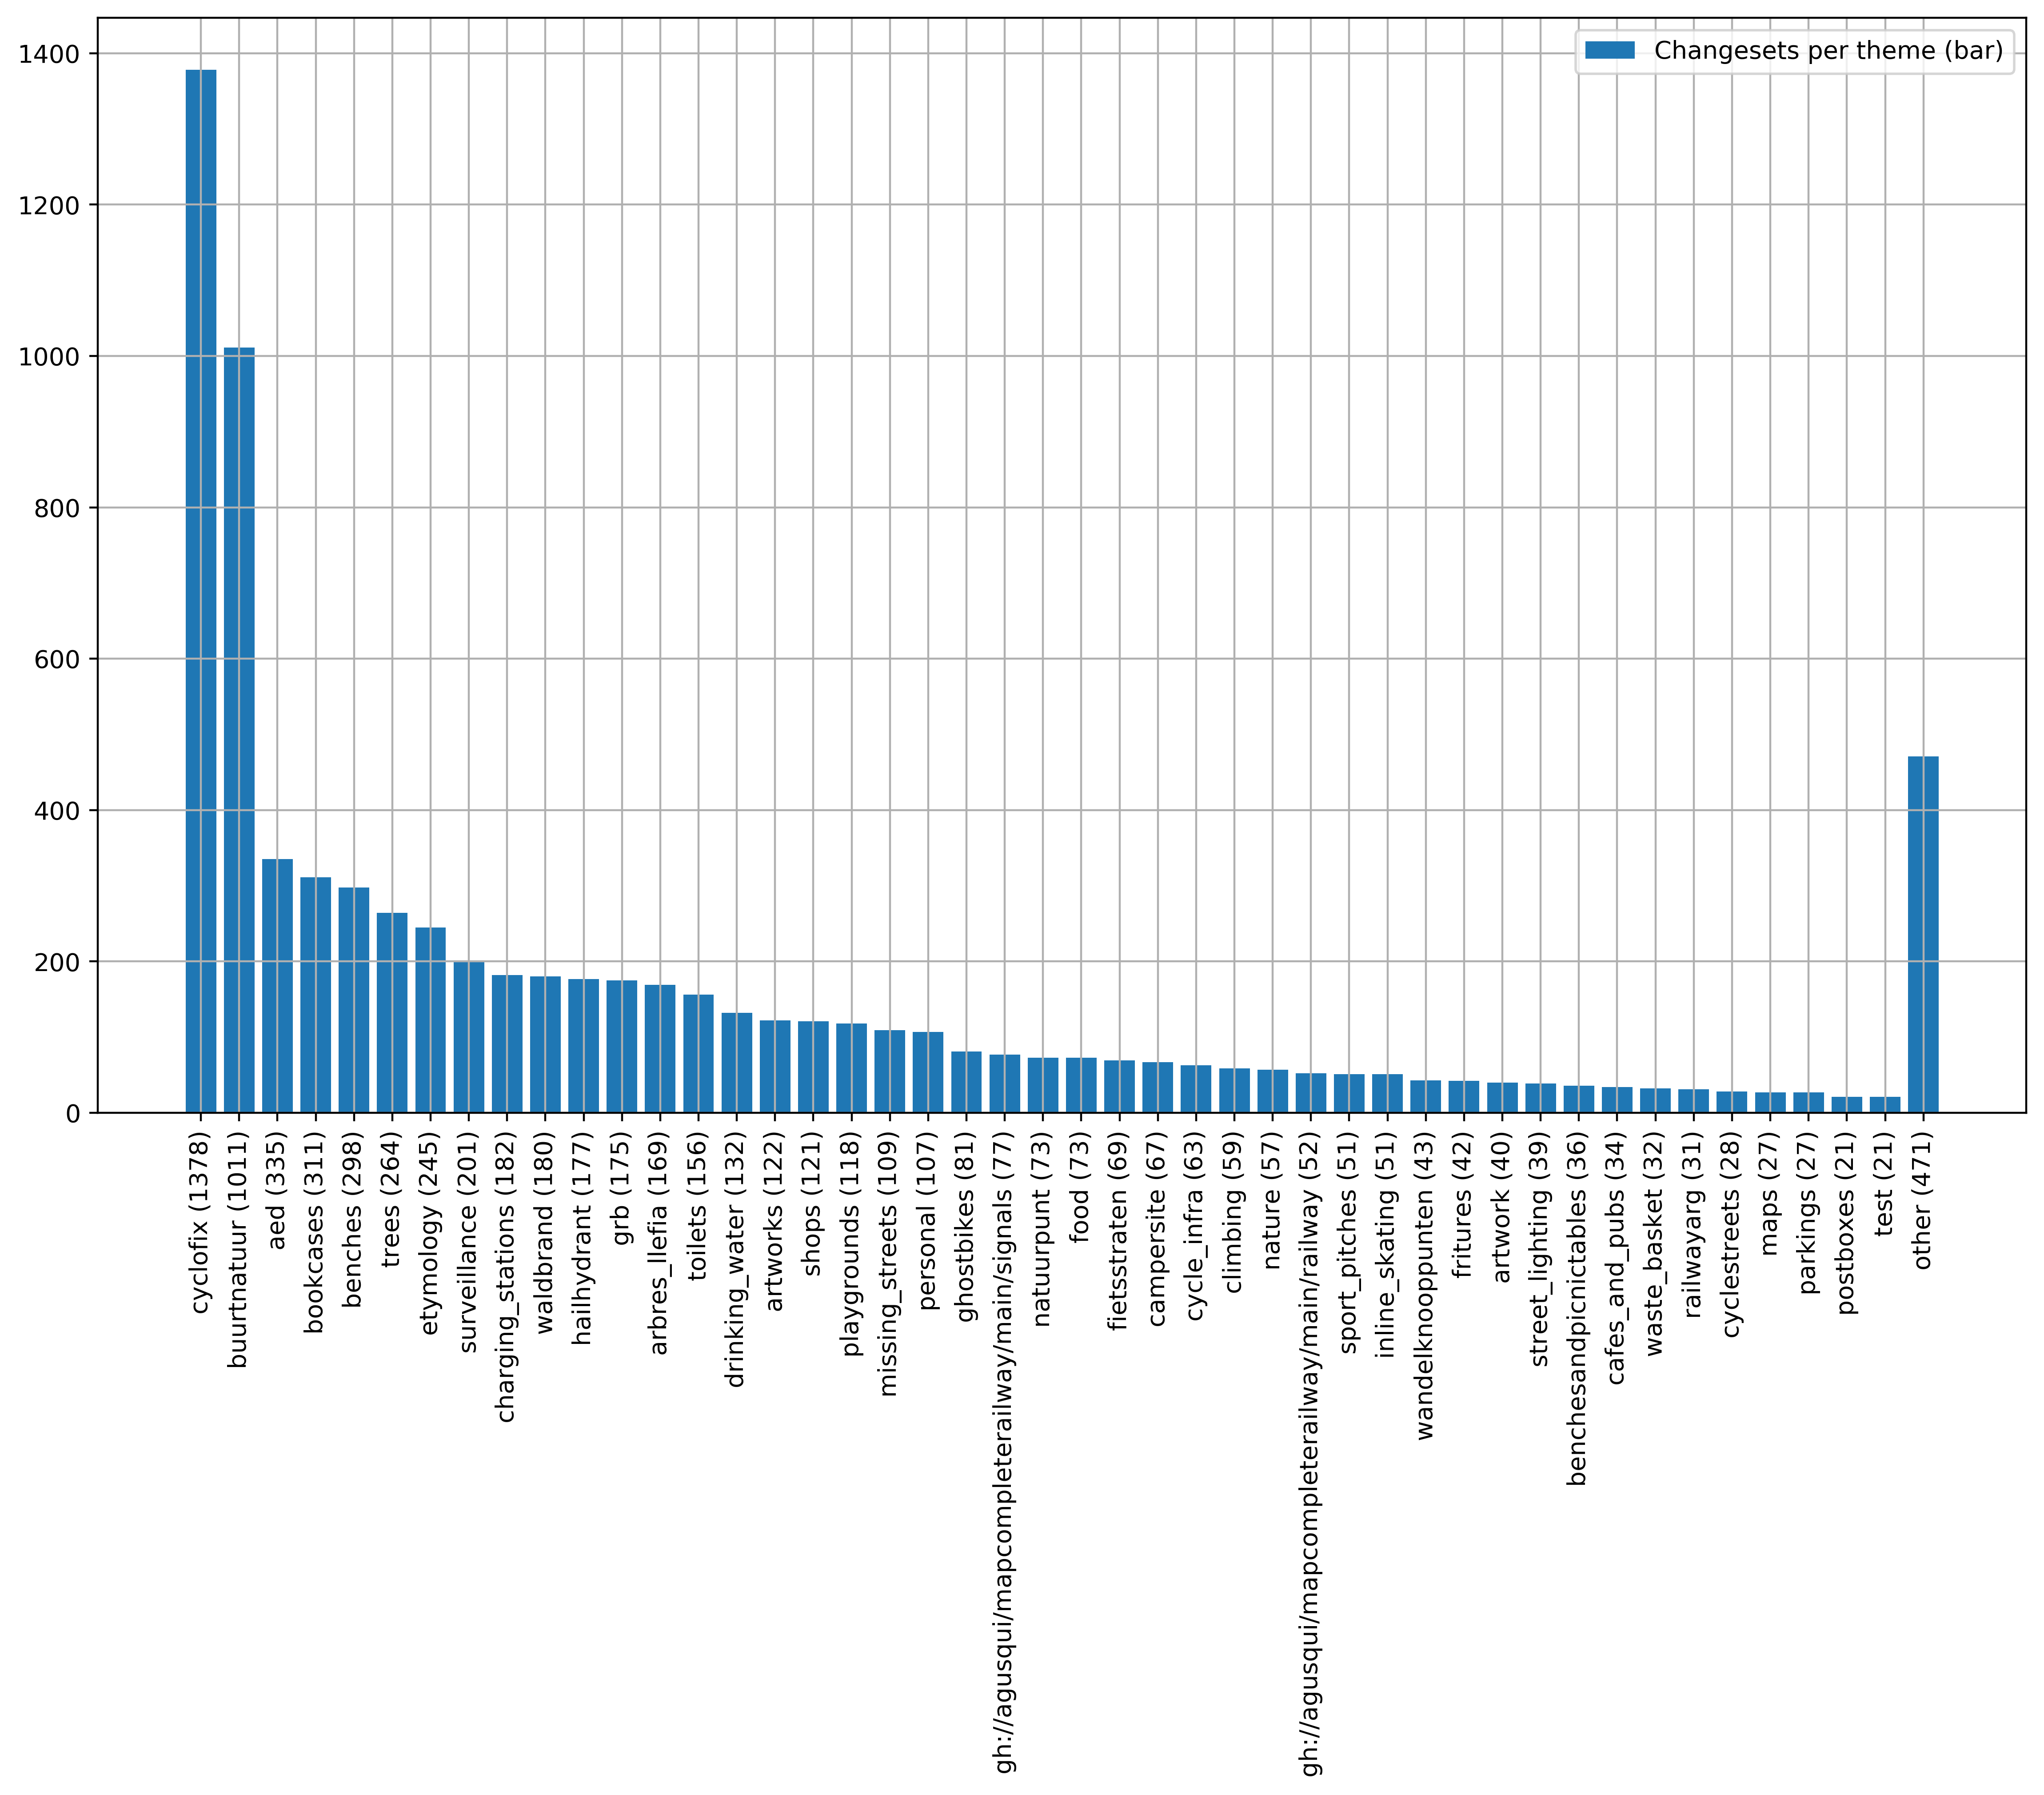 Changesets per theme (bar)
1400
1200
1000
800
600
400
200
0
cyclofix (1378)
buurtnatuur (1011)
aed (335)
bookcases (311)
benches (298)
trees (264)
etymology (245)
surveillance (201)
charging_stations (182)
waldbrand (180)
hailhydrant (177)
grb (175)
arbres_llefia (169)
toilets (156)
drinking_water (132)
artworks (122)
shops (121)
playgrounds (118)
missing_streets (109)
personal (107)
ghostbikes (81)
gh://agusqui/mapcompleterailway/main/signals (77)
natuurpunt (73)
food (73)
fietsstraten (69)
campersite (67)
cycle_infra (63)
climbing (59)
nature (57)
gh://agusqui/mapcompleterailway/main/railway (52)
sport_pitches (51)
inline_skating (51)
wandelknooppunten (43)
fritures (42)
artwork (40)
street_lighting (39)
benchesandpicnictables (36)
cafes_and_pubs (34)
waste_basket (32)
railwayarg (31)
cyclestreets (28)
maps (27)
parkings (27)
postboxes (21)
test (21)
other (471)